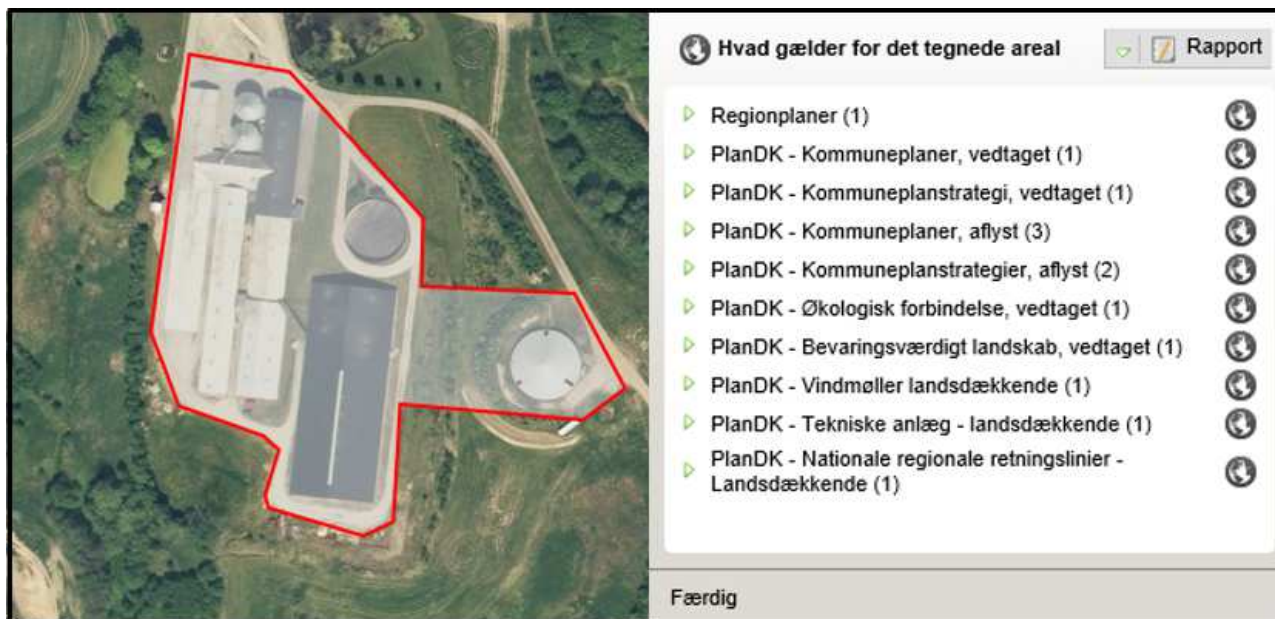 Hvad gælder for det tegnede areal
Rapport
Regionplaner (1)
PlanDK - Kommuneplaner, vedtaget (1)
PlanDK - Kommuneplanstrategi, vedtaget (1)
PlanDK - Kommuneplaner, aflyst (3)
PlanDK - Kommuneplanstrategier, aflyst (2)
PlanDK - Økologisk forbindelse, vedtaget (1)
PlanDK - Bevaringsværdigt landskab, vedtaget (1)
PlanDK - Vindmøller landsdækkende (1)
PlanDK - Tekniske anlæg - landsdækkende (1)
PlanDK - Nationale regionale retningslinier -
Landsdækkende (1)
Færdig